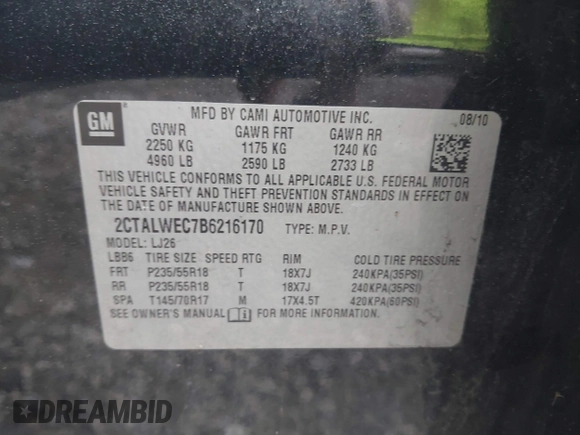 GM
MFD BY CAMI AUTOMOTIVE INC.
08/10
GVWR GAWR FRT GAWR RR
2250 KG 1175 KG 1240 KG
4960 LB 2590 LB 2733 LB
THIS VEHICLE CONFORMS TO ALL APPLICABLE U.S. FEDERAL MOTOR
VEHICLE SAFETY AND THEFT PREVENTION STANDARDS IN EFFECT ON
THE DATE OF MANUFACTURE SHOWN ABOVE.
2CTALWEC7B6216170 TYPE: M.P.V.
MODEL: LJ26
LBB6 TIRE SIZE SPEED RTG RIM COLD TIRE PRESSURE
FRT P235/55R18 T 18X7J 240KPA(35PSI)
RR P235/55R18 T 18X7J 240KPA(35PSI)
SPA T145/70R17 M 17X4.5T 420KPA(60PSI)
SEE OWNER'S MANUAL FOR MORE INFORMATION.
DREAMBID